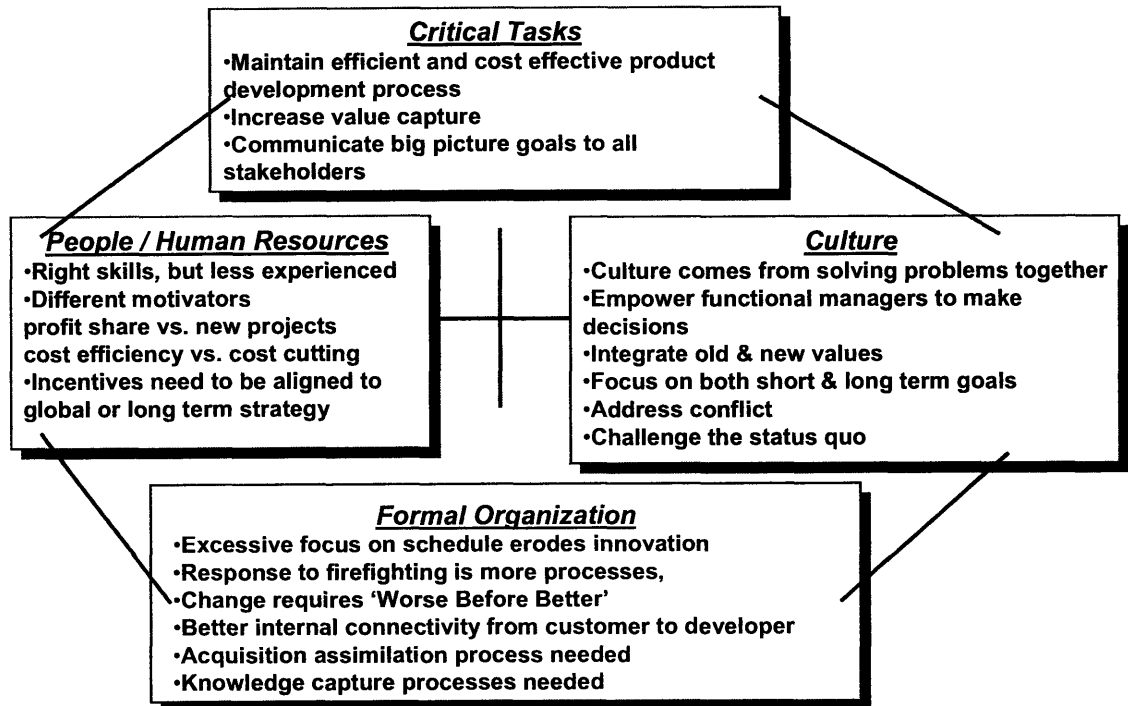 Critical Tasks
•Maintain efficient and cost effective product
development process
•Increase value capture
•Communicate big picture goals to all
stakeholders
People / Human Resources
•Right skills, but less experienced
•Different motivators
profit share vs. new projects
cost efficiency vs. cost cutting
•Incentives need to be aligned to
global or long term strategy
Culture
•Culture comes from solving problems together
•Empower functional managers to make
decisions
•Integrate old & new values
•Focus on both short & long term goals
•Address conflict
•Challenge the status quo
Formal Organization
•Excessive focus on schedule erodes innovation
•Response to firefighting is more processes,
•Change requires ‘Worse Before Better’
•Better internal connectivity from customer to developer
•Acquisition assimilation process needed
•Knowledge capture processes needed